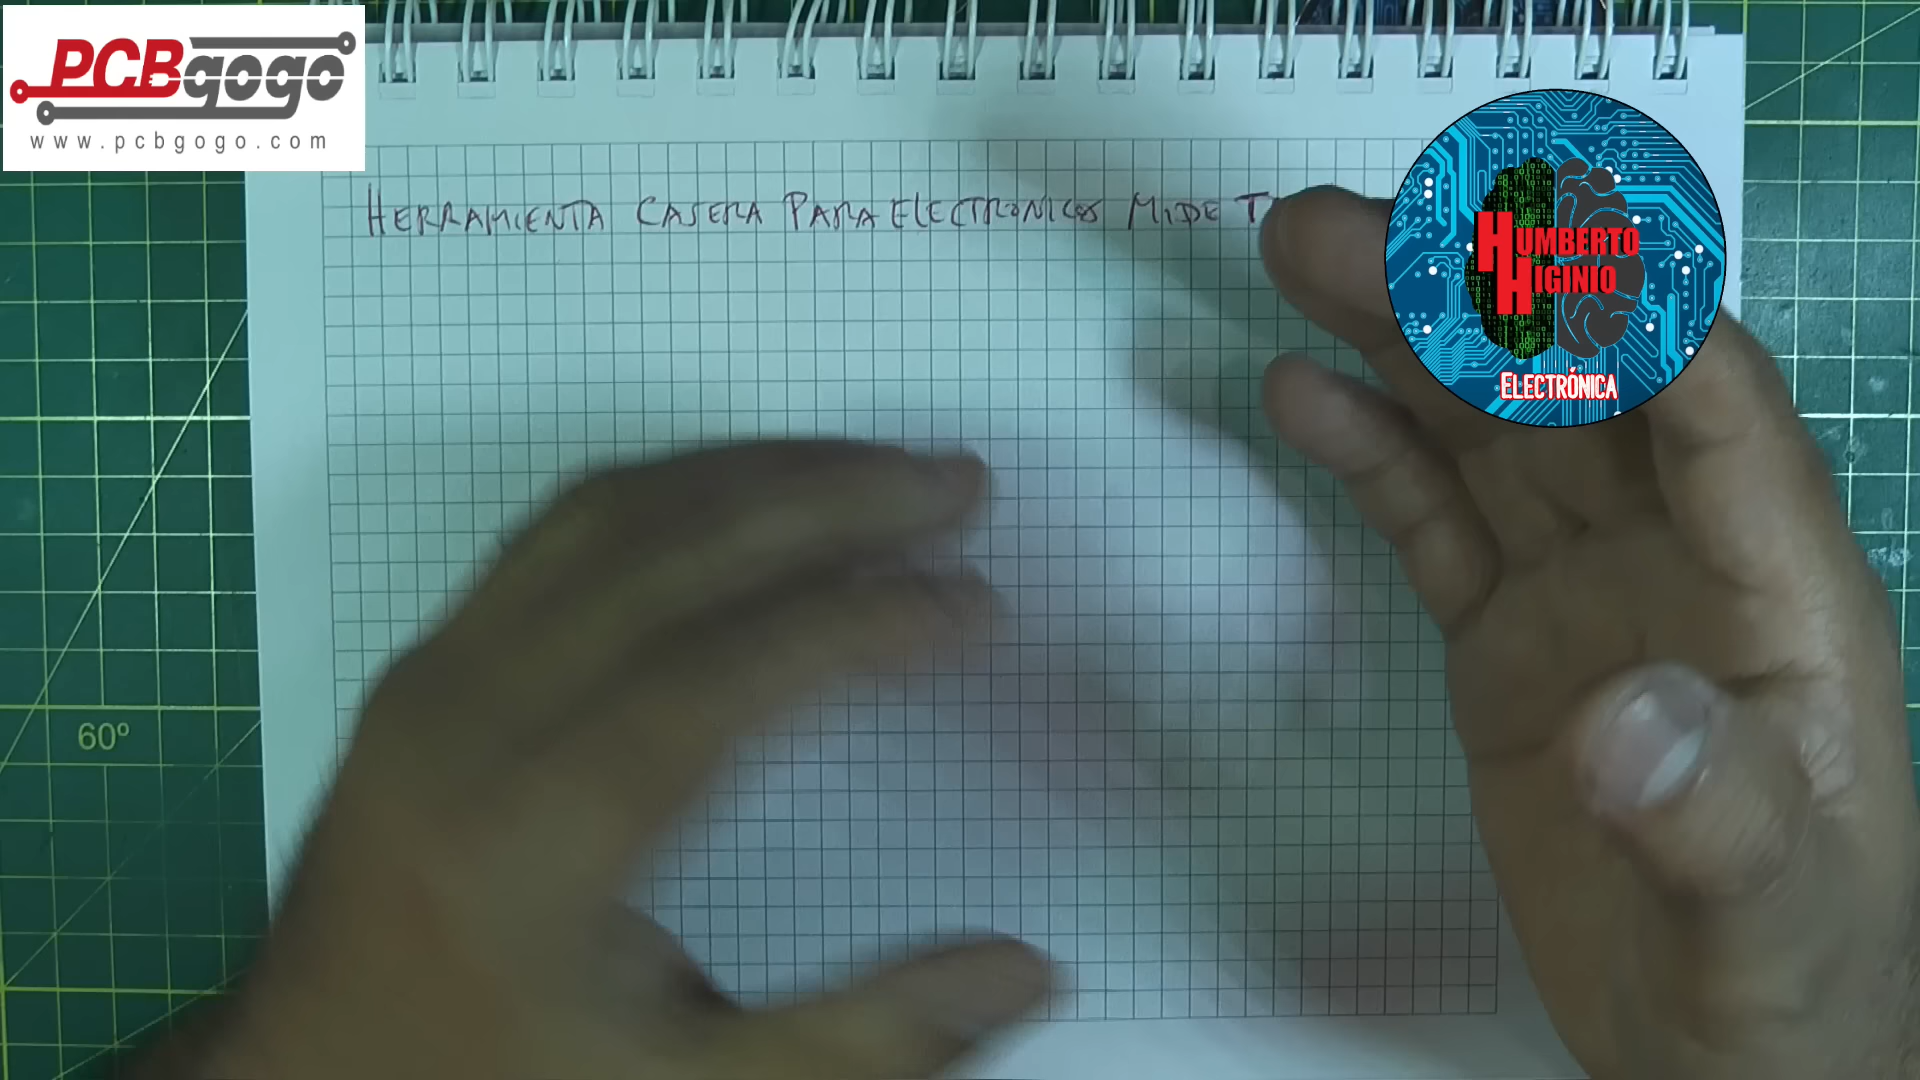 PCBgogo
www.pcbgogo.com
HERRAMIENTA CASERA PARA ELECTRONICOS MIDE
HUMBERTO
HIGINIO
ELECTRÓNICA
60º